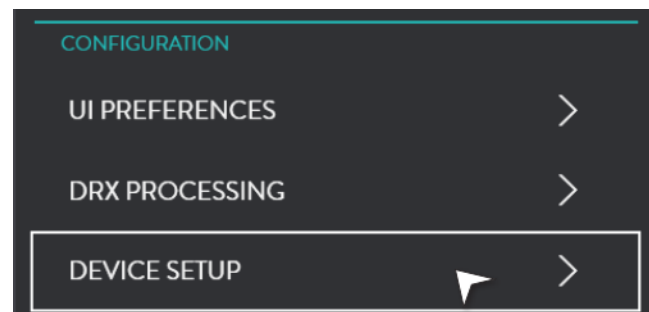 CONFIGURATION
UI PREFERENCES
DRX PROCESSING
DEVICE SETUP